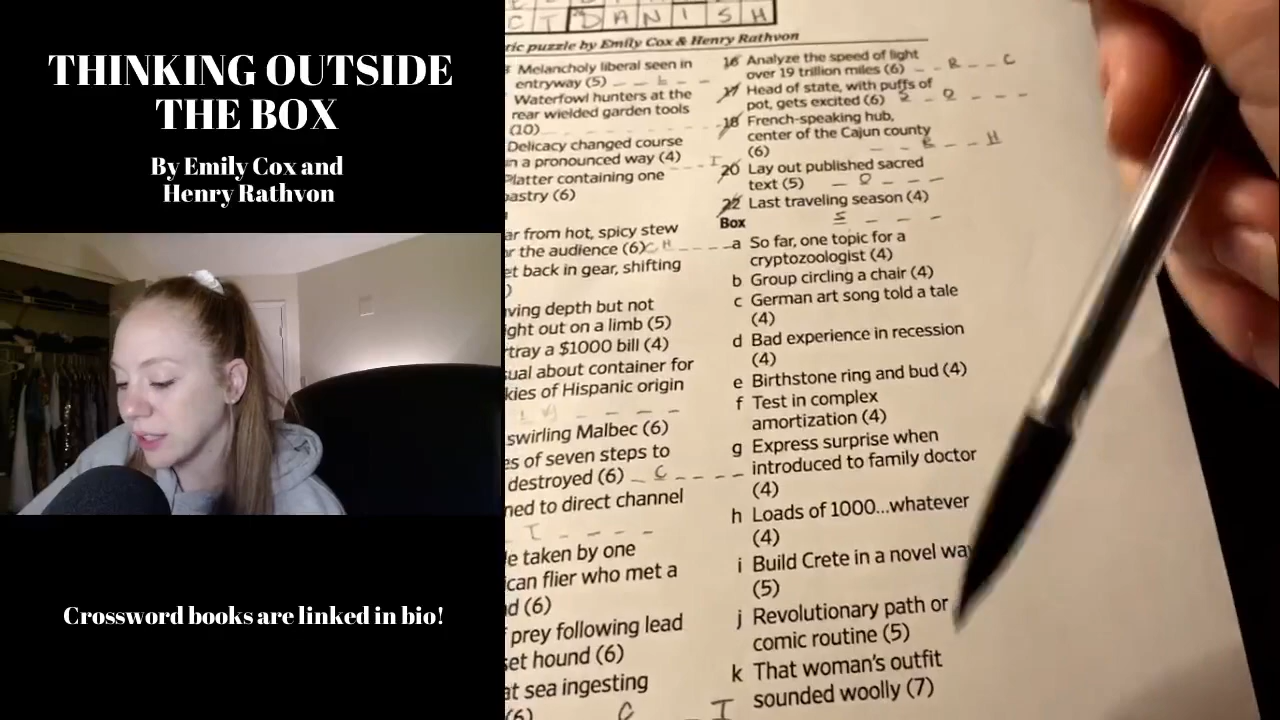 THINKING OUTSIDE
THE BOX
By Emily Cox and
Henry Rathvon
Crossword books are linked in bio!
C T D A N I S H
tic puzzle by Emily Cox & Henry Rathvon
Melancholy liberal seen in
entryway (5) L
Waterfowl hunters at the
rear wielded garden tools
(10)
Delicacy changed course
in a pronounced way (4) I
Platter containing one
pastry (6)
ar from hot, spicy stew
or the audience (6) C H
et back in gear, shifting
)
ving depth but not
ight out on a limb (5)
rtray a $1000 bill (4)
sual about container for
kies of Hispanic origin
swirling Malbec (6)
es of seven steps to
destroyed (6) C
ned to direct channel
I
le taken by one
ican flier who met a
nd (6)
f prey following lead
set hound (6)
at sea ingesting
(6) C I
16 Analyze the speed of light
over 19 trillion miles (6) R C
17 Head of state, with puffs of
pot, gets excited (6) S O
18 French-speaking hub,
center of the Cajun county
(6) R H
20 Lay out published sacred
text (5) O
22 Last traveling season (4)
S
Box
a So far, one topic for a
cryptozoologist (4)
b Group circling a chair (4)
c German art song told a tale
(4)
d Bad experience in recession
(4)
e Birthstone ring and bud (4)
f Test in complex
amortization (4)
g Express surprise when
introduced to family doctor
(4)
h Loads of 1000...whatever
(4)
i Build Crete in a novel way
(5)
j Revolutionary path or
comic routine (5)
k That woman's outfit
sounded woolly (7)